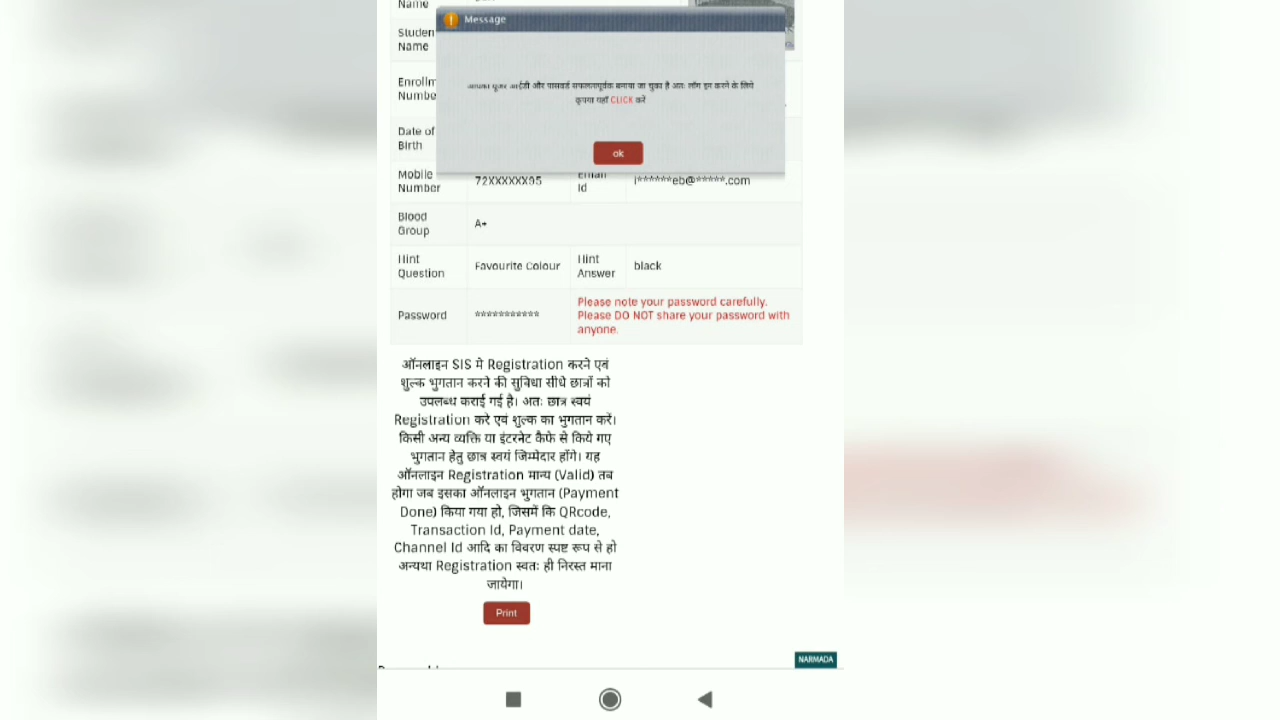 Name
Message
Studen
Name
Enrollm
Numbe
आपका यूजर आईडी और पासवर्ड सफलतापूर्वक बनाया जा चुका है अतः लॉग इन करने के लिये
कृपया यहाँ CLICK करे
ok
Date of
Birth
Mobile
Number
72XXXXXX95
Email
Id
i******eb@*****.com
Blood
Group
A+
Hint
Question
Favourite Colour
Hint
Answer
black
Password
***********
Please note your password carefully.
Please DO NOT share your password with
anyone.
ऑनलाइन SIS मे Registration करने एवं
शुल्क भुगतान करने की सुविधा सीधे छात्रों को
उपलब्ध कराई गई है। अतः छात्र स्वयं
Registration करे एवं शुल्क का भुगतान करें।
किसी अन्य व्यक्ति या इंटरनेट कैफे से किये गए
भुगतान हेतु छात्र स्वयं जिम्मेदार होंगे। यह
ऑनलाइन Registration मान्य (Valid) तब
होगा जब इसका ऑनलाइन भुगतान (Payment
Done) किया गया हो, जिसमें कि QRcode,
Transaction Id, Payment date,
Channel Id आदि का विवरण स्पष्ट रूप से हो
अन्यथा Registration स्वतः ही निरस्त माना
जायेगा।
Print
NARMADA